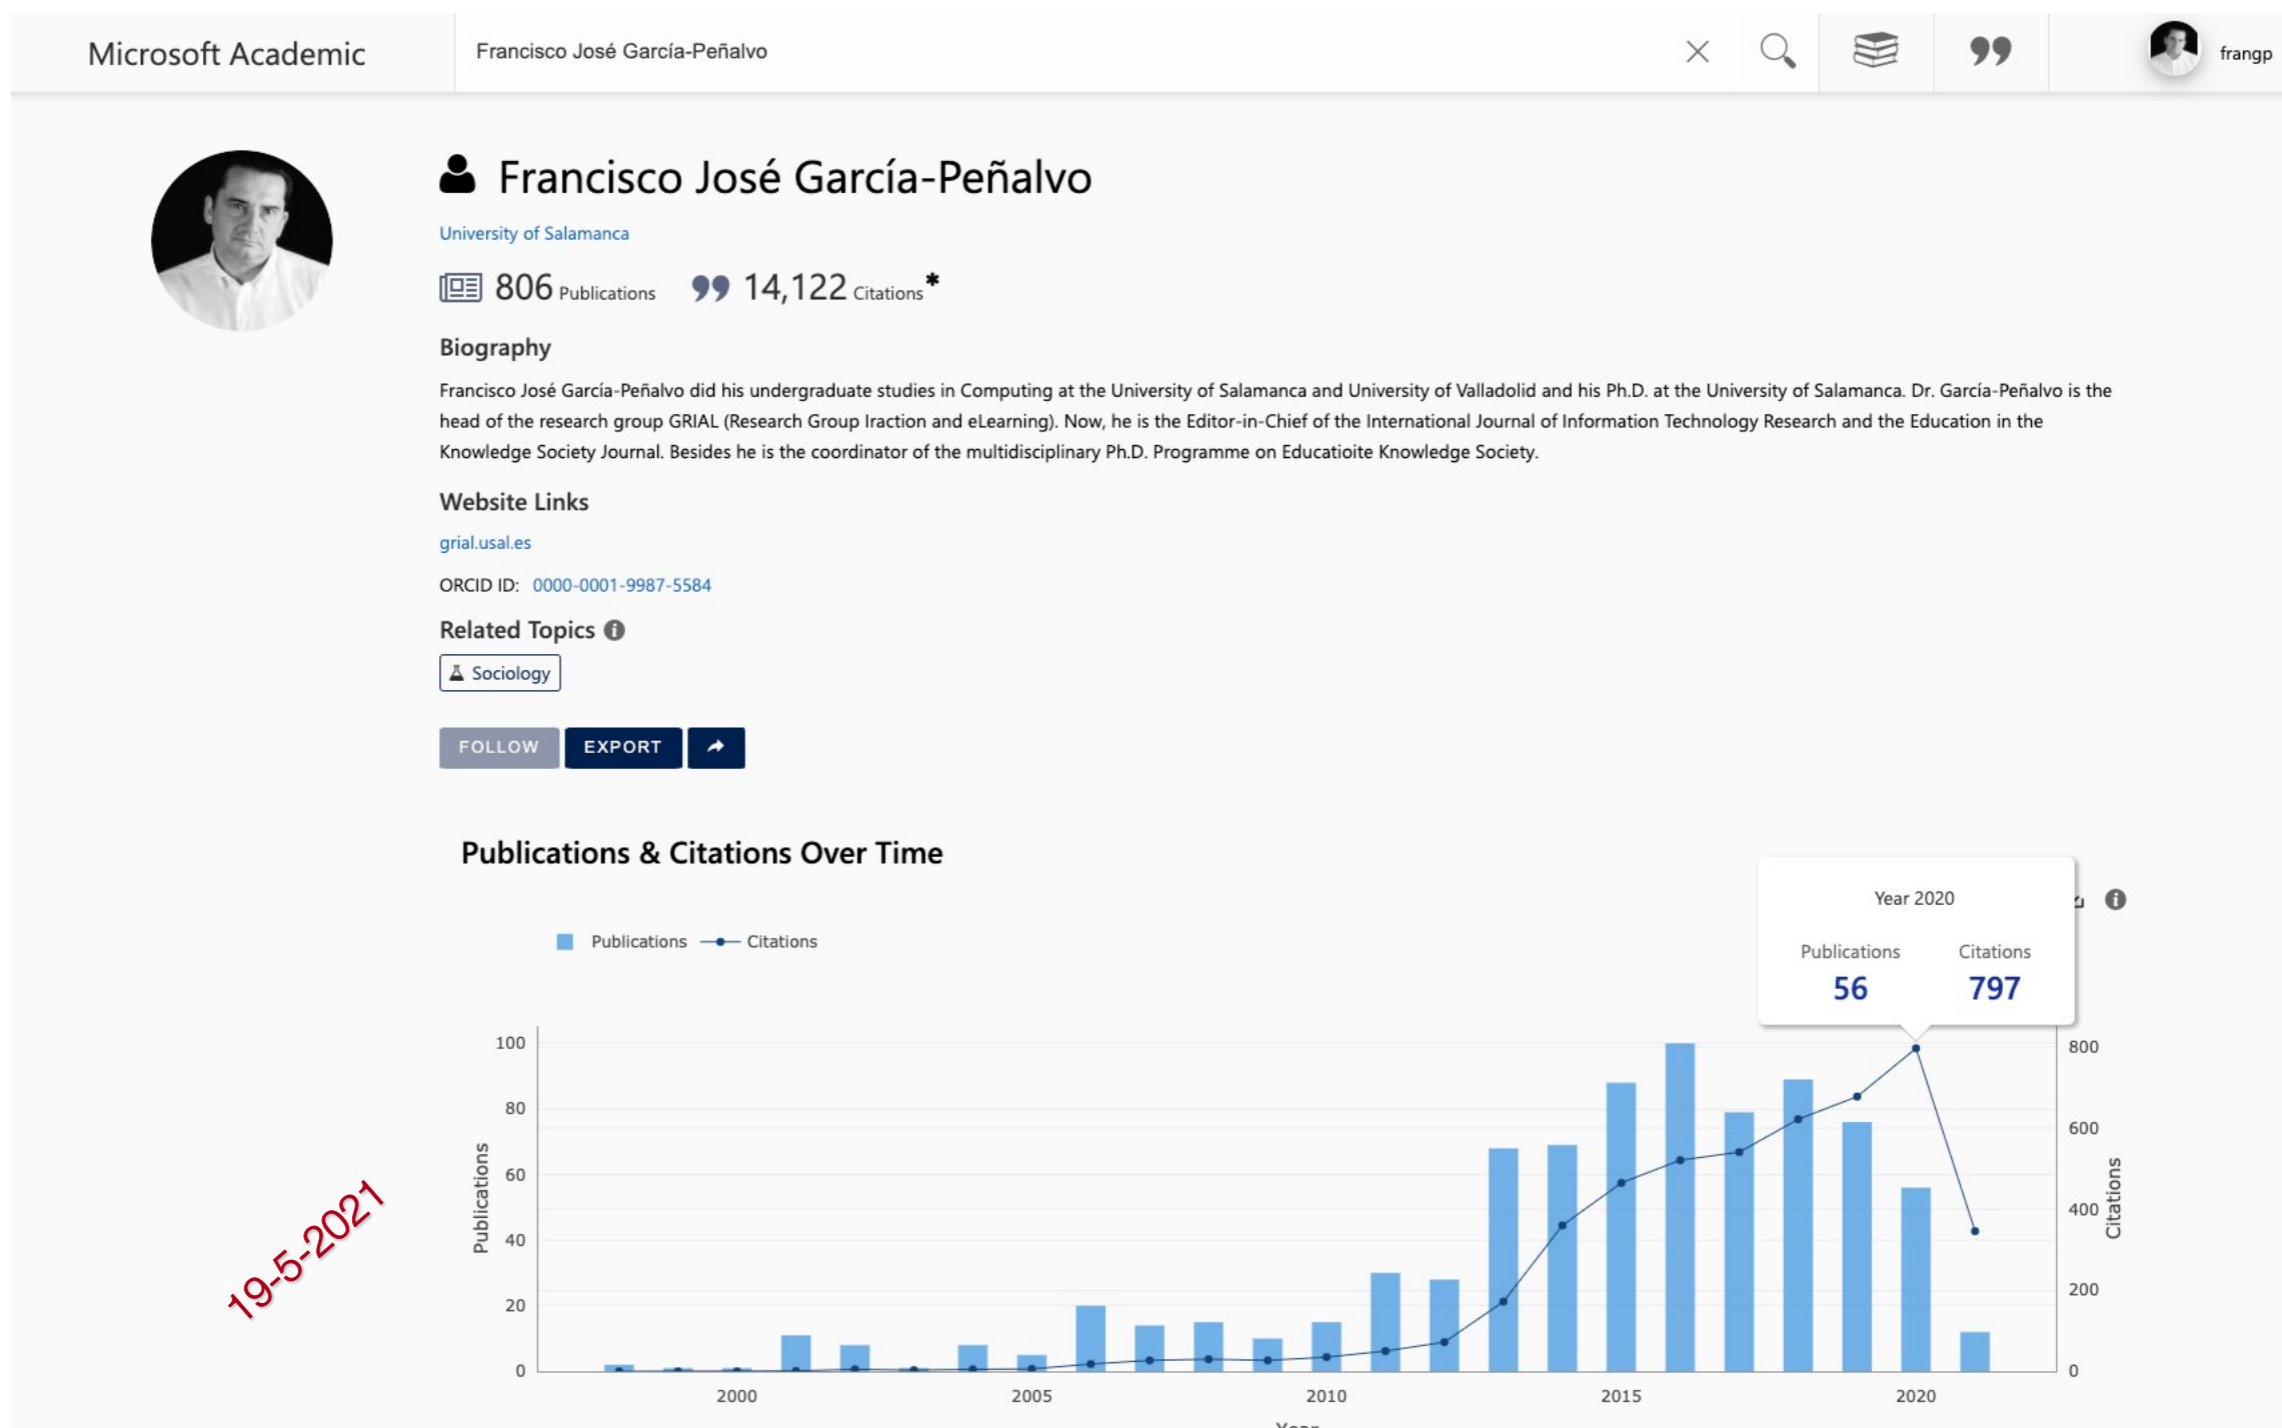 Microsoft Academic
Francisco José García-Peñalvo
frangp
Francisco José García-Peñalvo
University of Salamanca
806 Publications 14,122 Citations*
Biography
Francisco José García-Peñalvo did his undergraduate studies in Computing at the University of Salamanca and University of Valladolid and his Ph.D. at the University of Salamanca. Dr. García-Peñalvo is the
head of the research group GRIAL (Research Group Iraction and eLearning). Now, he is the Editor-in-Chief of the International Journal of Information Technology Research and the Education in the
Knowledge Society Journal. Besides he is the coordinator of the multidisciplinary Ph.D. Programme on Educatioite Knowledge Society.
Website Links
grial.usal.es
ORCID ID: 0000-0001-9987-5584
Related Topics
Sociology
FOLLOW EXPORT
Publications & Citations Over Time
Year 2020
Publications Citations
56 797
Publications Citations
100
80
60
40
20
0
Publications
800
600
400
200
0
Citations
2000 2005 2010 2015 2020
Year
19-5-2021